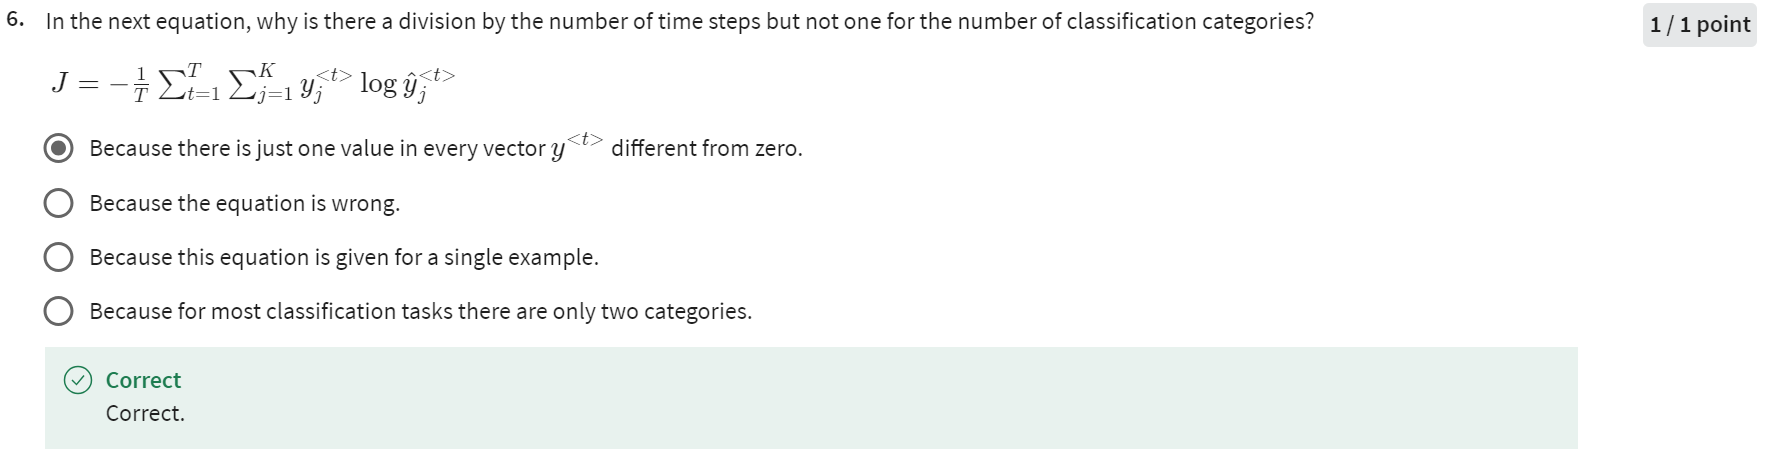 6. In the next equation, why is there a division by the number of time steps but not one for the number of classification categories?
1 / 1 point
J = −\frac{1}{T} ∑_{t=1}^{T} ∑_{j=1}^{K} y_j^{<t>} log ŷ_j^{<t>}
Because there is just one value in every vector y^{<t>} different from zero.
Because the equation is wrong.
Because this equation is given for a single example.
Because for most classification tasks there are only two categories.
Correct
Correct.